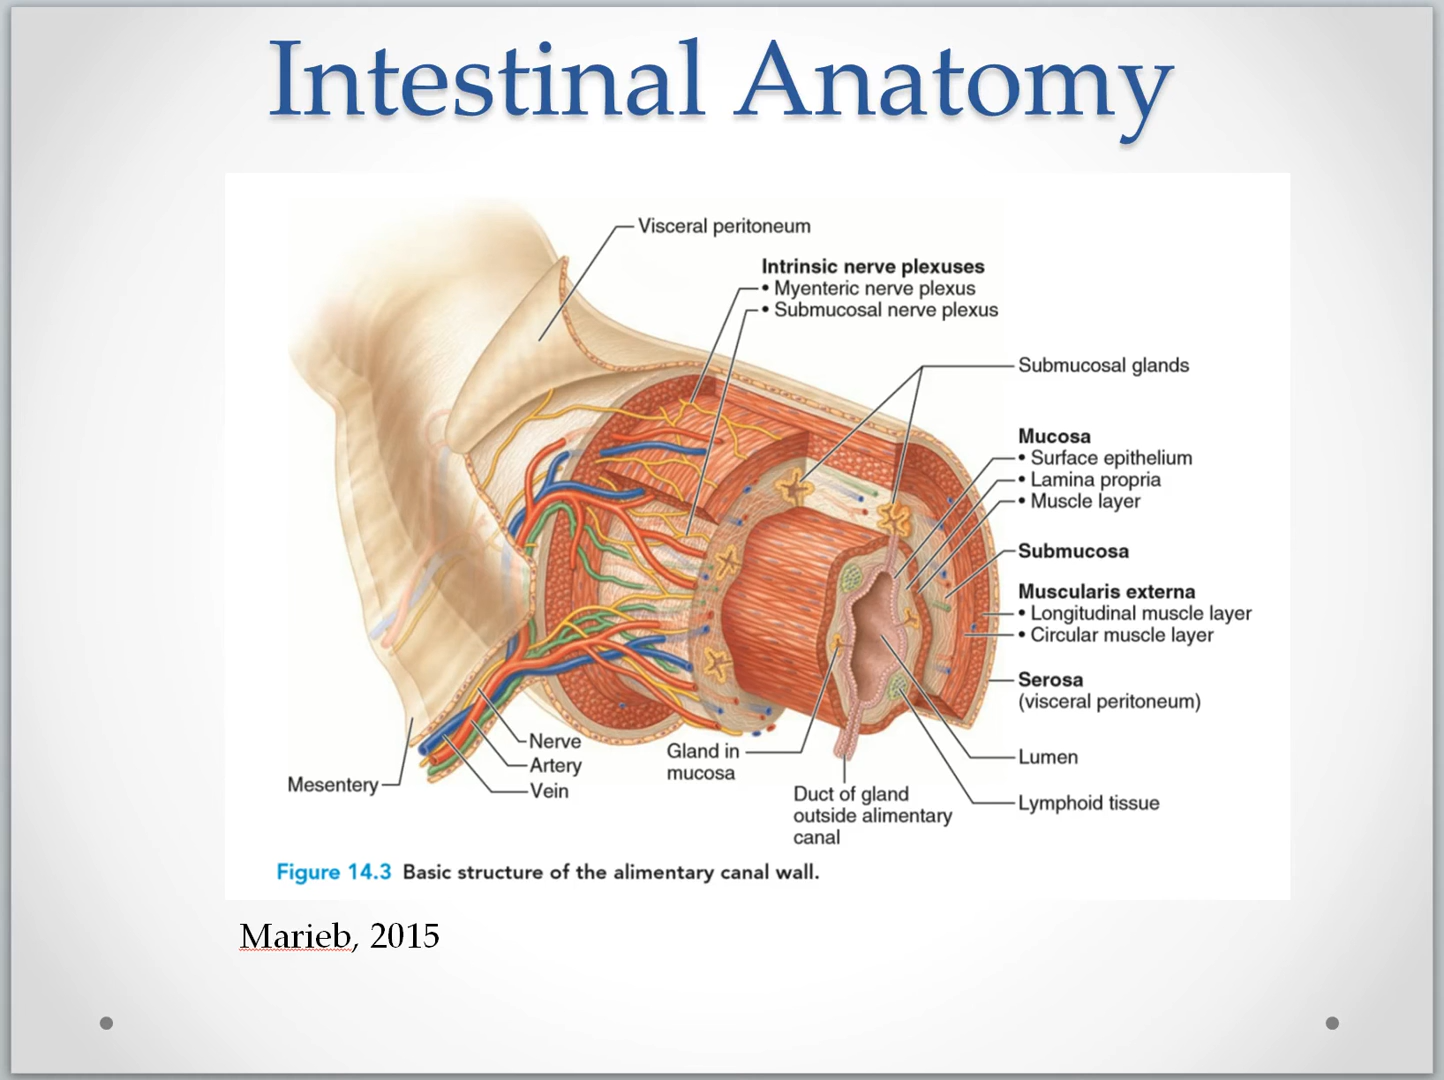 Intestinal Anatomy
Visceral peritoneum
Intrinsic nerve plexuses
• Myenteric nerve plexus
• Submucosal nerve plexus
Submucosal glands
Mucosa
• Surface epithelium
• Lamina propria
• Muscle layer
Submucosa
Muscularis externa
• Longitudinal muscle layer
• Circular muscle layer
Serosa
(visceral peritoneum)
Nerve
Artery
Vein
Mesentery
Gland in
mucosa
Duct of gland
outside alimentary
canal
Lumen
Lymphoid tissue
Figure 14.3 Basic structure of the alimentary canal wall.
Marieb, 2015